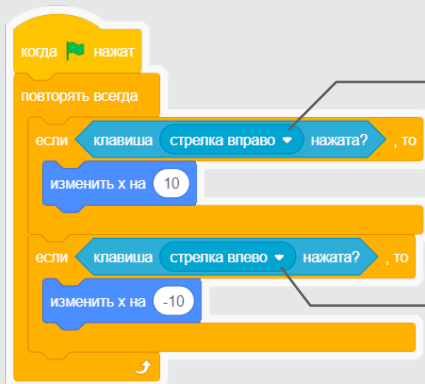 когда нажат
повторять всегда
если клавиша стрелка вправо нажата? , то
изменить x на 10
если клавиша стрелка влево нажата? , то
изменить x на -10